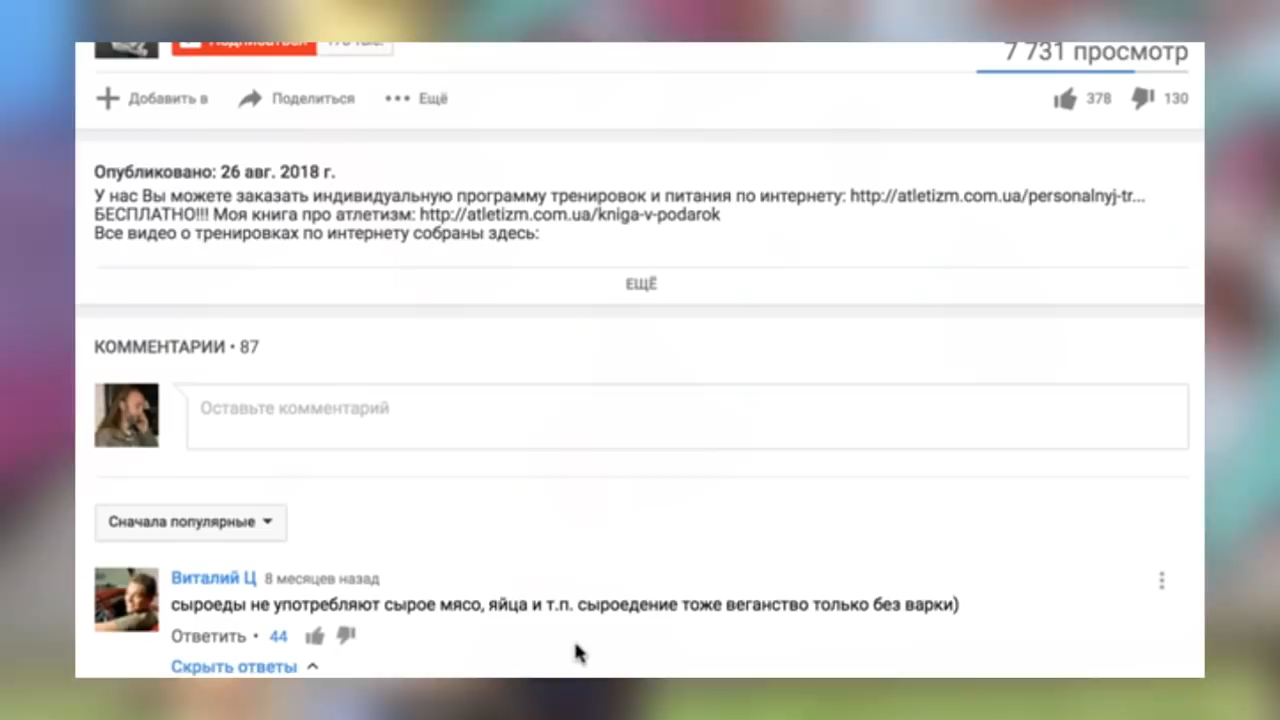 Подписаться
7 731 просмотр
Добавить в Поделиться Ещё
378 130
Опубликовано: 26 авг. 2018 г.
У нас Вы можете заказать индивидуальную программу тренировок и питания по интернету: http://atletizm.com.ua/personalnyj-tr...
БЕСПЛАТНО!!! Моя книга про атлетизм: http://atletizm.com.ua/kniga-v-podarok
Все видео о тренировках по интернету собраны здесь:
ЕЩЁ
КОММЕНТАРИИ • 87
Оставьте комментарий
Сначала популярные
Виталий Ц 8 месяцев назад
сыроеды не употребляют сырое мясо, яйца и т.п. сыроедение тоже веганство только без варки)
Ответить • 44
Скрыть ответы